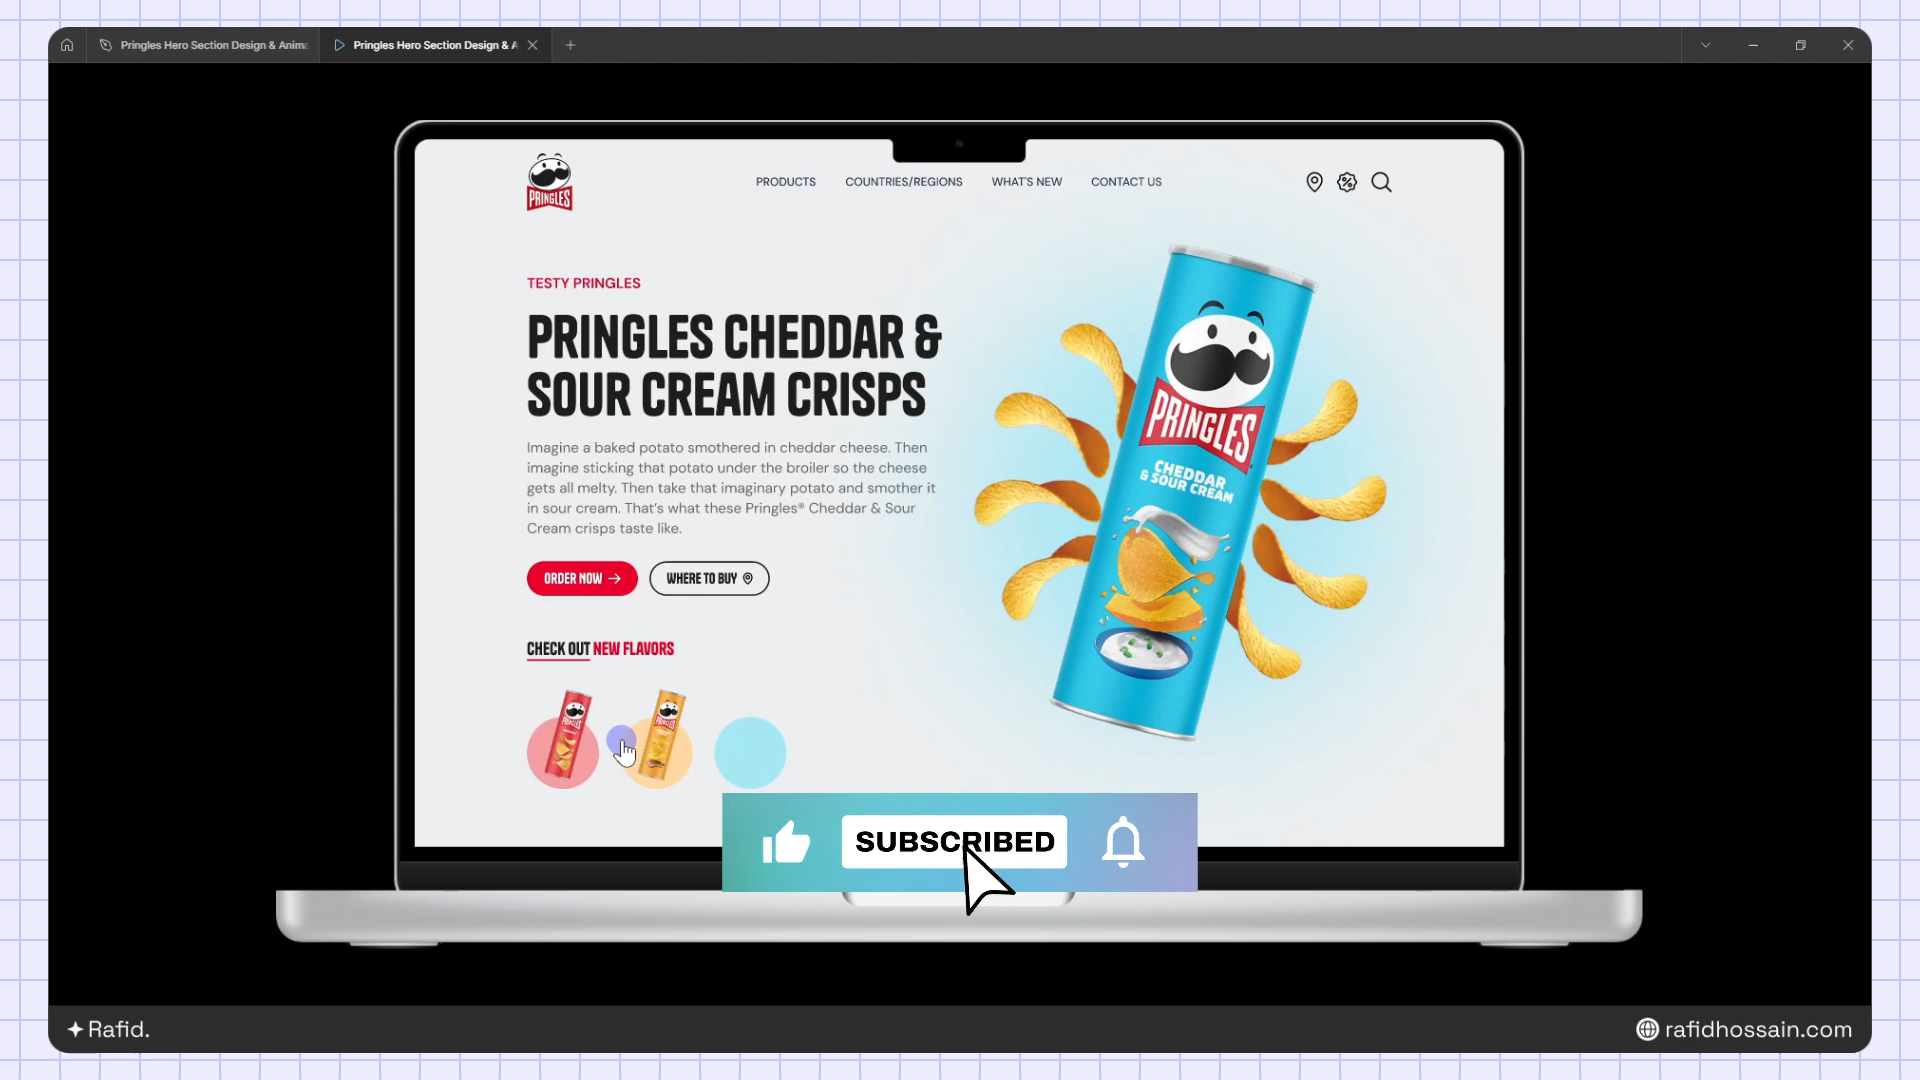 Pringles Hero Section Design & Anima
Pringles Hero Section Design & A
PRINGLES
PRODUCTS
COUNTRIES/REGIONS
WHAT'S NEW
CONTACT US
TESTY PRINGLES
PRINGLES CHEDDAR &
SOUR CREAM CRISPS
Imagine a baked potato smothered in cheddar cheese. Then
imagine sticking that potato under the broiler so the cheese
gets all melty. Then take that imaginary potato and smother it
in sour cream. That's what these Pringles® Cheddar & Sour
Cream crisps taste like.
ORDER NOW
WHERE TO BUY
PRINGLES
CHEDDAR
& SOUR CREAM
CHECK OUT NEW FLAVORS
PRINGLES
PRINGLES
SUBSCRIBED
Rafid.
rafidhossain.com